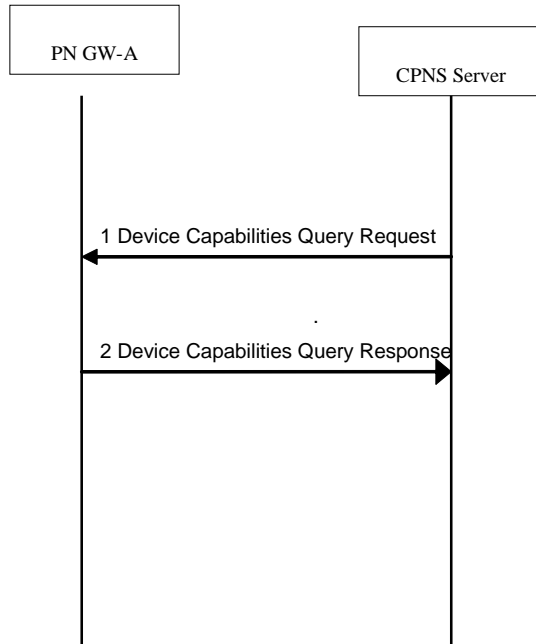 PN GW-A
CPNS Server
1 Device Capabilities Query Request
.
2 Device Capabilities Query Response